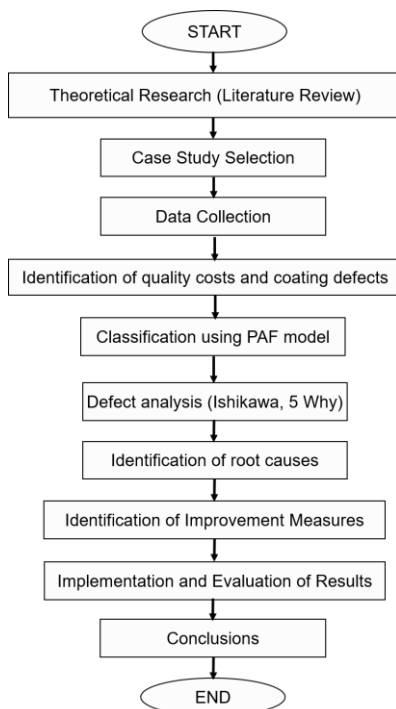 START
Theoretical Research (Literature Review)
Case Study Selection
Data Collection
Identification of quality costs and coating defects
Classification using PAF model
Defect analysis (Ishikawa, 5 Why)
Identification of root causes
Identification of Improvement Measures
Implementation and Evaluation of Results
Conclusions
END